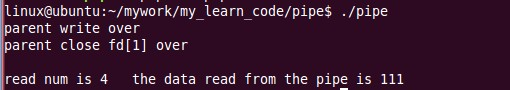 linux@ubuntu:~/mywork/my_learn_code/pipe$ ./pipe
parent write over
parent close fd[1] over
read num is 4   the data read from the pipe is 111